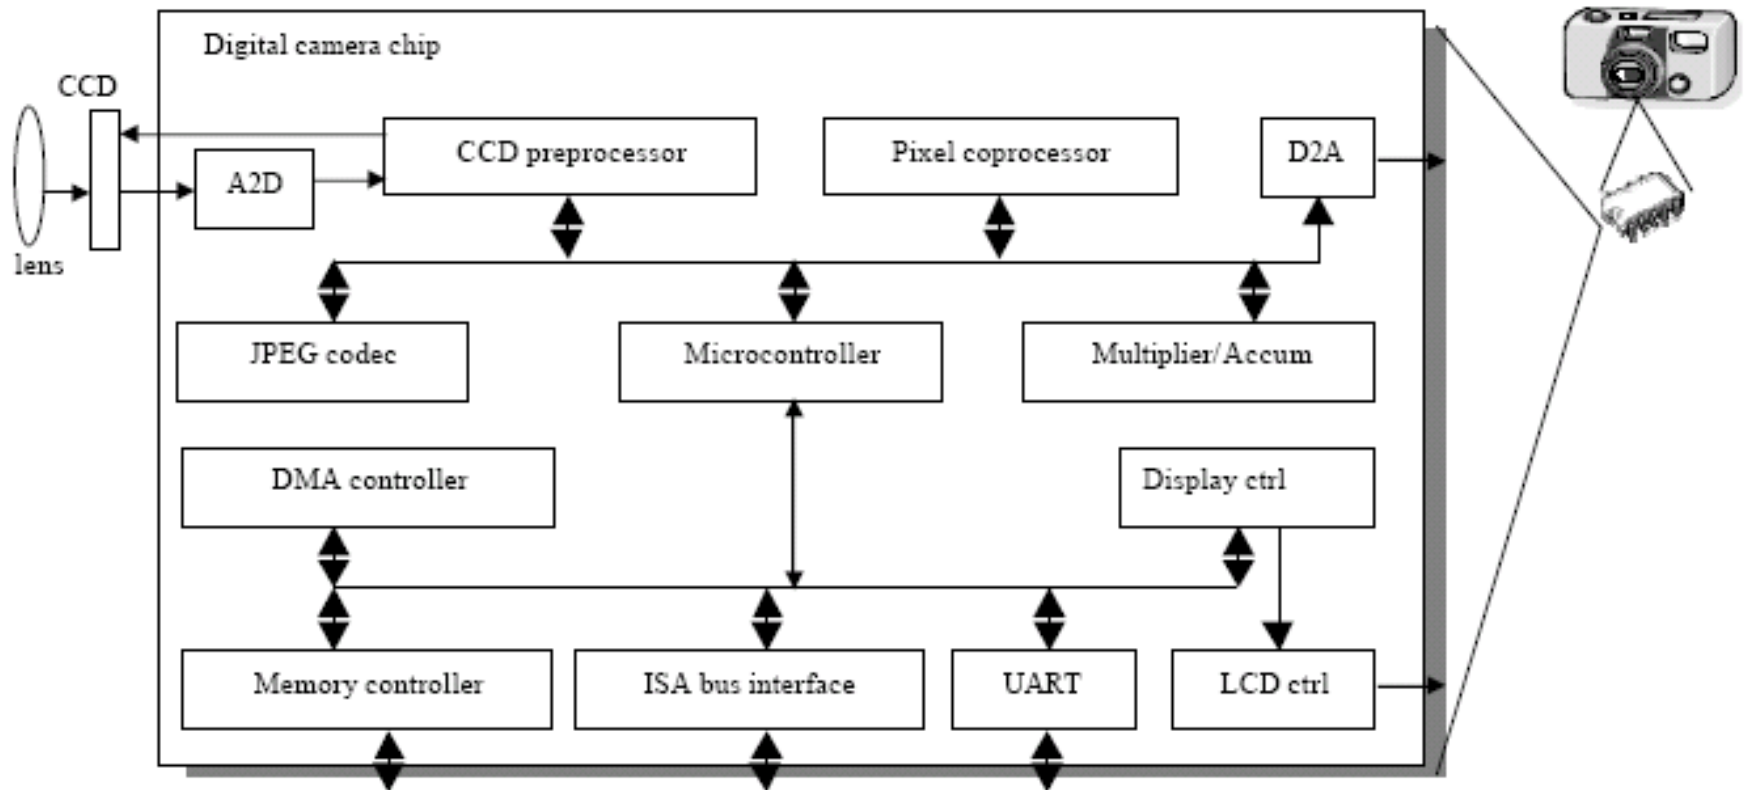 Digital camera chip
CCD
CCD preprocessor
Pixel coprocessor
D2A
A2D
lens
JPEG codec
Microcontroller
Multiplier/Accum
DMA controller
Display ctrl
Memory controller
ISA bus interface
UART
LCD ctrl